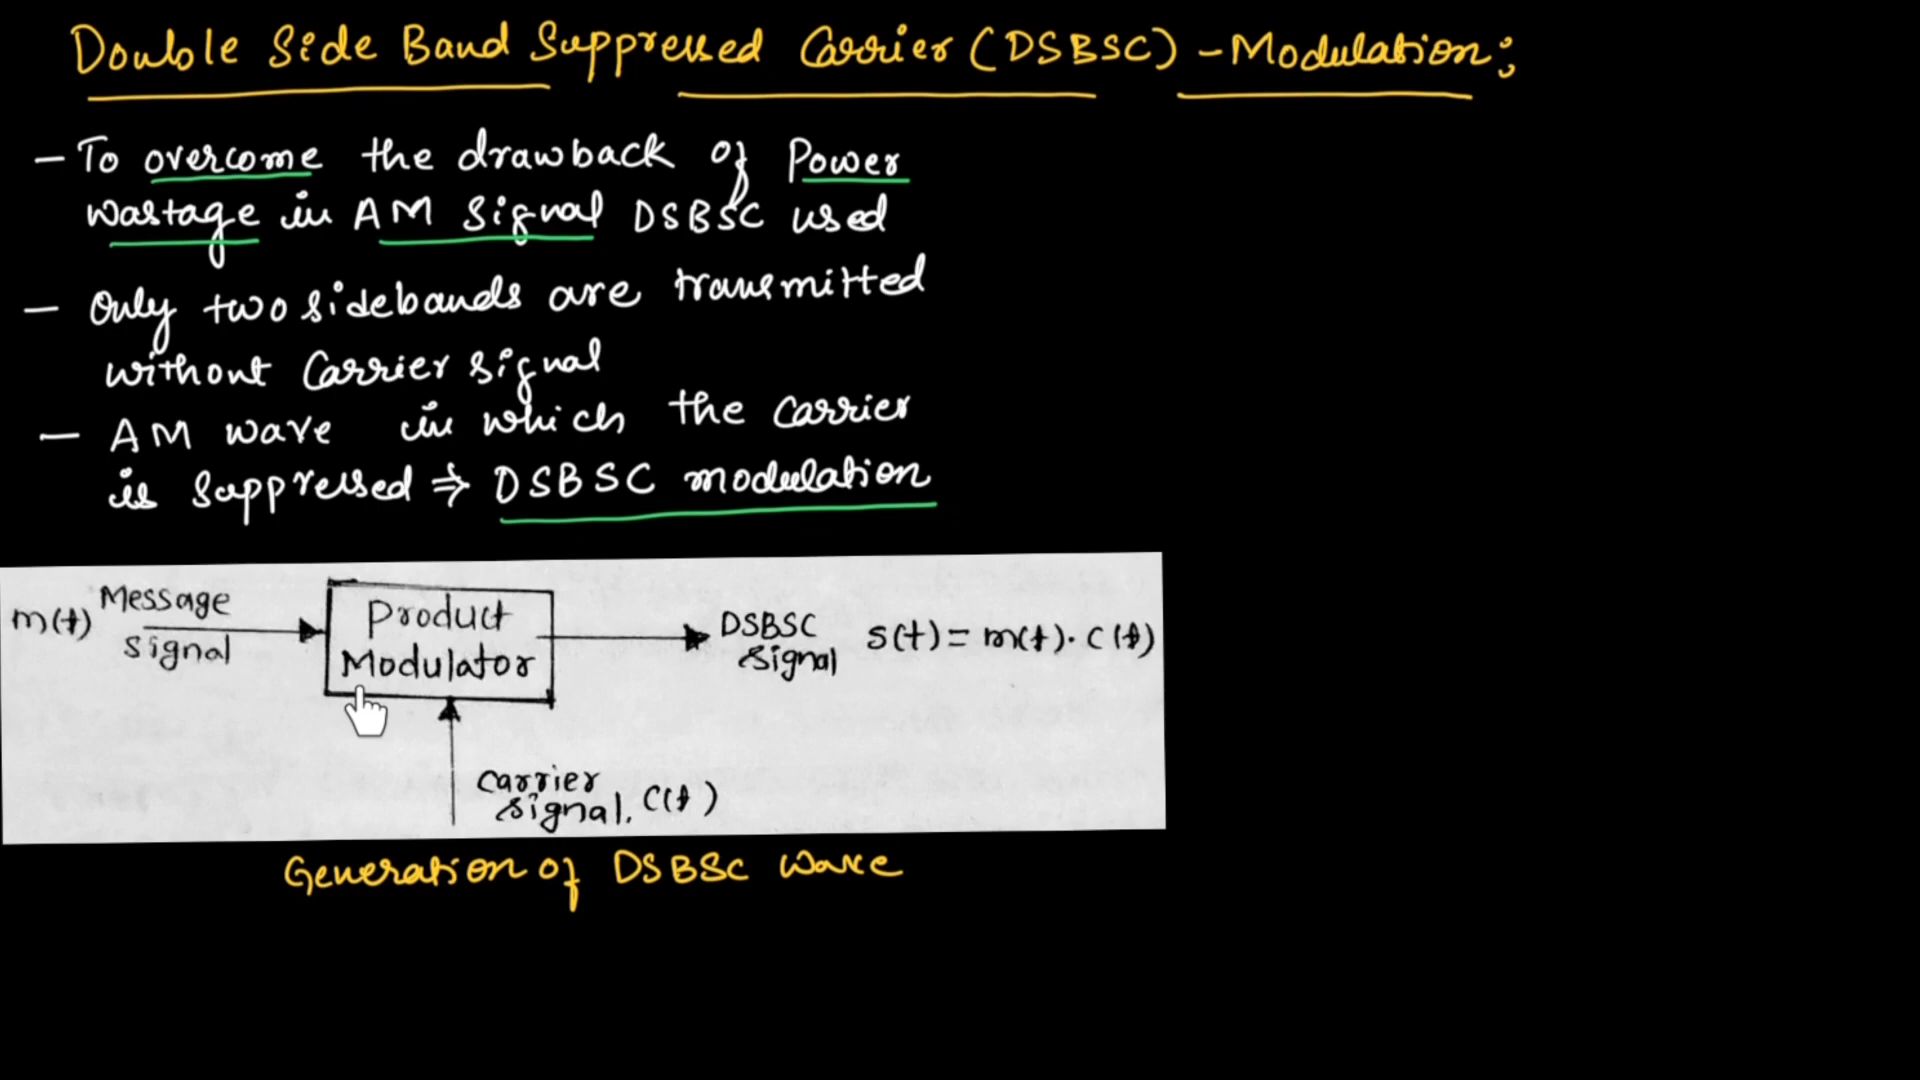 Double Side Band Suppressed Carrier (DSBSC) - Modulation:
- To overcome the drawback of Power
wastage in AM Signal DSBSC used
- Only two sidebands are transmitted
without Carrier signal
- AM wave in which the carrier
is suppressed ⇒ DSBSC modulation
m(t) Message
signal
Product
Modulator
DSBSC
signal
s(t) = m(t) · c(t)
carrier
signal. c(t)
Generation of DSBSC wave